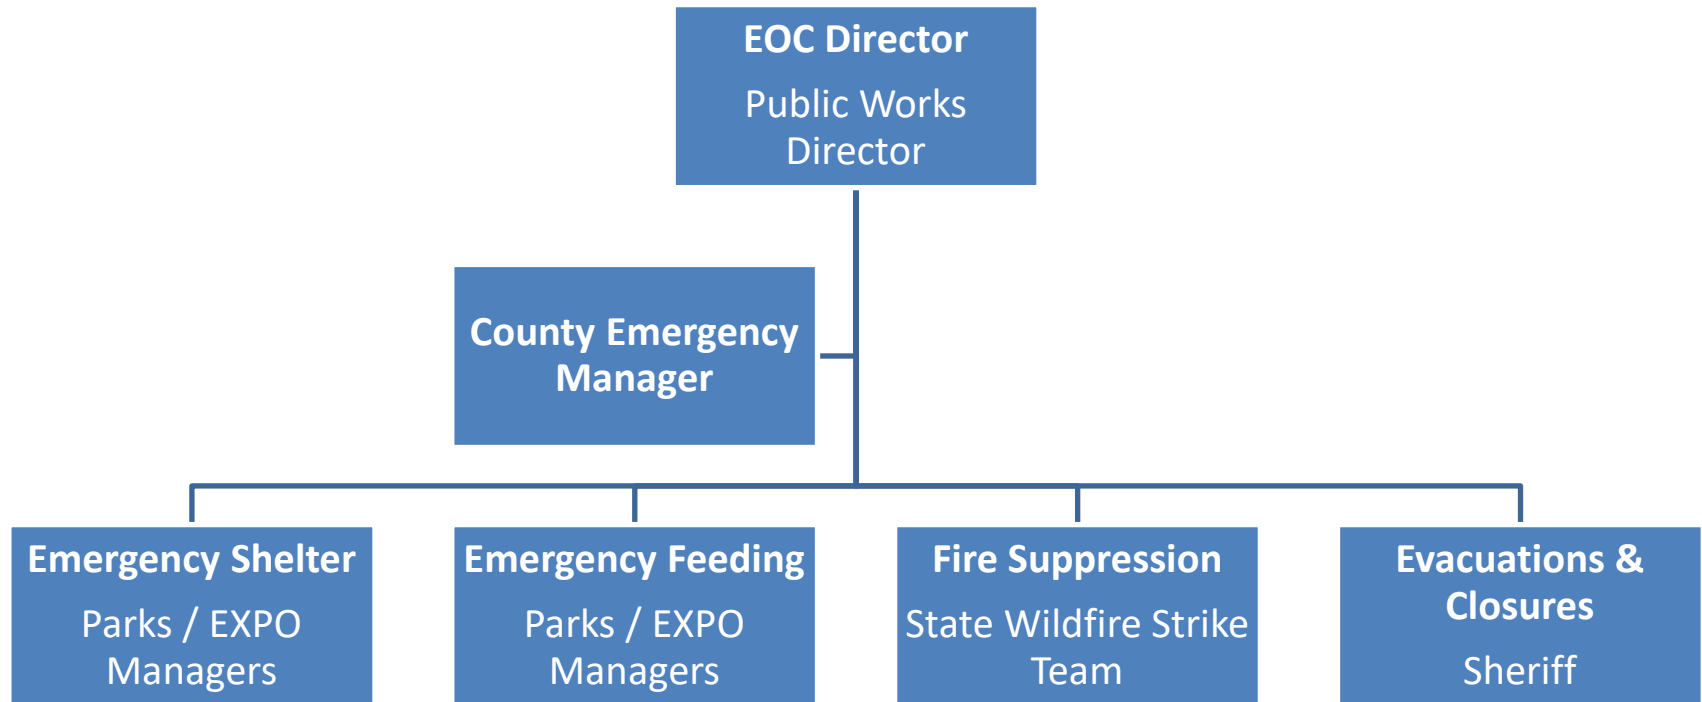 EOC Director
Public Works
Director
County Emergency
Manager
Emergency Shelter
Parks / EXPO
Managers
Emergency Feeding
Parks / EXPO
Managers
Fire Suppression
State Wildfire Strike
Team
Evacuations &
Closures
Sheriff